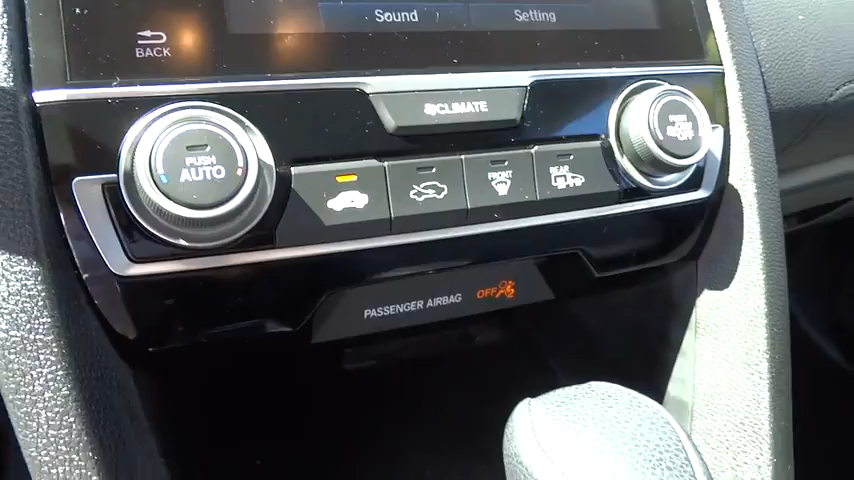 Sound
Setting
BACK
CLIMATE
PUSH
AUTO
FRONT
REAR
PASSENGER AIRBAG
OFF